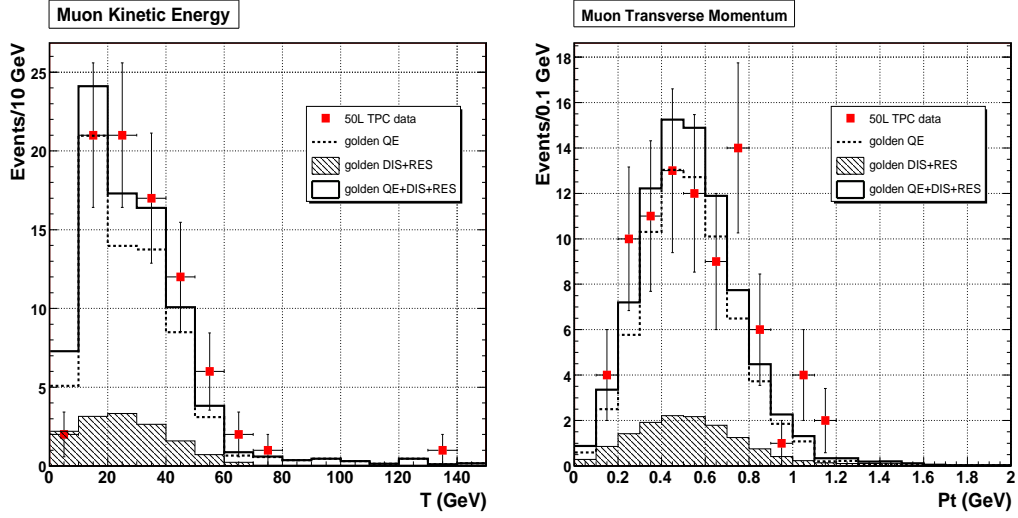 Muon Kinetic Energy
Events/10 GeV
25
20
15
10
5
0
50L TPC data
golden QE
golden DIS+RES
golden QE+DIS+RES
0 20 40 60 80 100 120 140
T (GeV)
Muon Transverse Momentum
Events/0.1 GeV
18
16
14
12
10
8
6
4
2
0
50L TPC data
golden QE
golden DIS+RES
golden QE+DIS+RES
0 0.2 0.4 0.6 0.8 1 1.2 1.4 1.6 1.8 2
Pt (GeV)